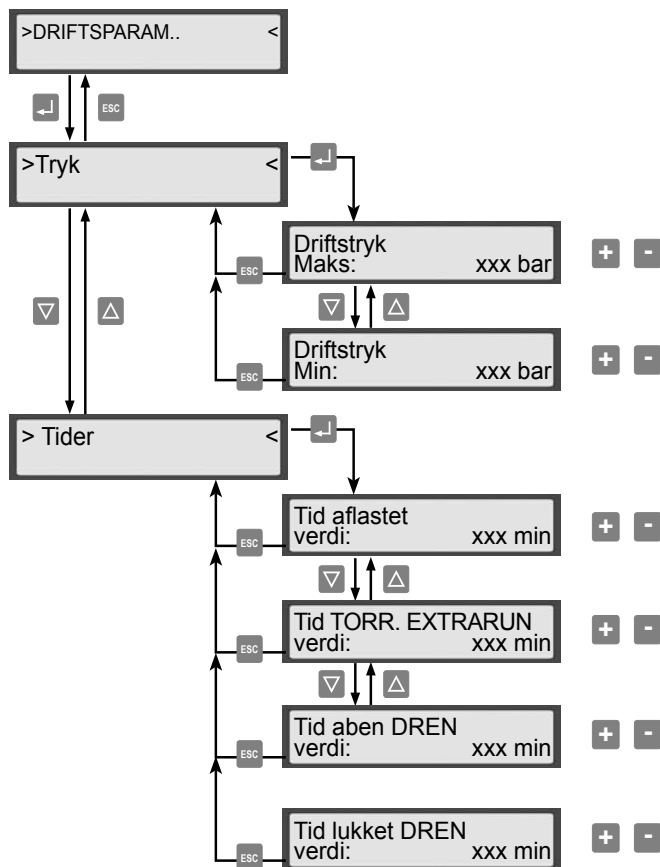 >DRIFTSPARAM.. <
ESC
>Tryk <
Driftstryk
Maks: xxx bar
+ -
ESC
Driftstryk
Min: xxx bar
+ -
ESC
> Tider <
Tid aflastet
verdi: xxx min
+ -
ESC
Tid TORR. EXTRARUN
verdi: xxx min
+ -
ESC
Tid aben DREN
verdi: xxx min
+ -
ESC
Tid lukket DREN
verdi: xxx min
+ -
ESC